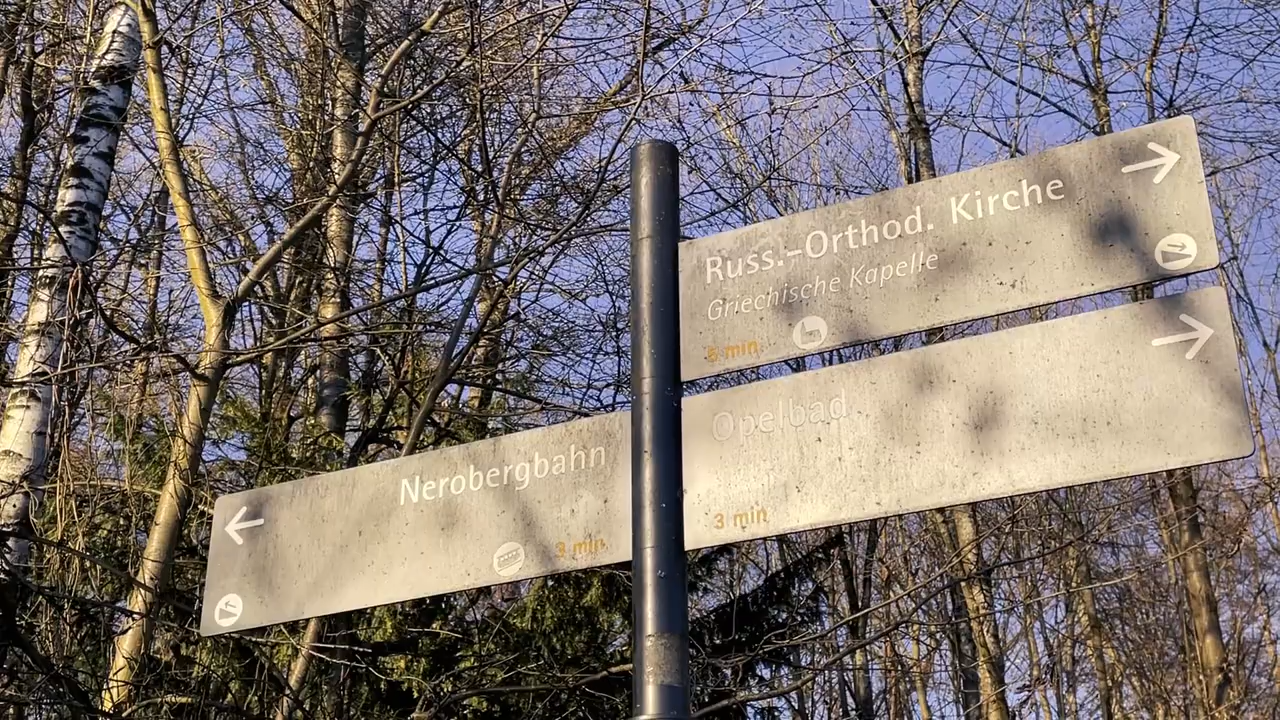 Russ.-Orthod. Kirche
Griechische Kapelle
5 min
Opelbad
3 min
Nerobergbahn
3 min